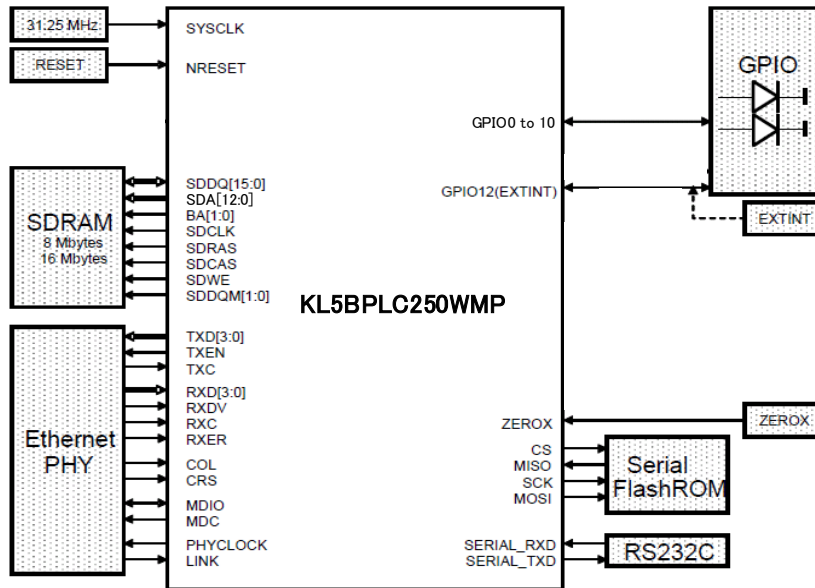 31.25 MHz
RESET
SYSCLK
NRESET
GPIO
GPIO0 to 10
GPIO12(EXTINT)
EXTINT
SDRAM
8 Mbytes
16 Mbytes
SDDQ[15:0]
SDA[12:0]
BA[1:0]
SDCLK
SDRAS
SDCAS
SDWE
SDDQM[1:0]
KL5BPLC250WMP
Ethernet
PHY
TXD[3:0]
TXEN
TXC
RXD[3:0]
RXDV
RXC
RXER
COL
CRS
MDIO
MDC
PHYCLOCK
LINK
ZEROX
ZEROX
CS
MISO
SCK
MOSI
Serial
FlashROM
SERIAL_RXD
SERIAL_TXD
RS232C